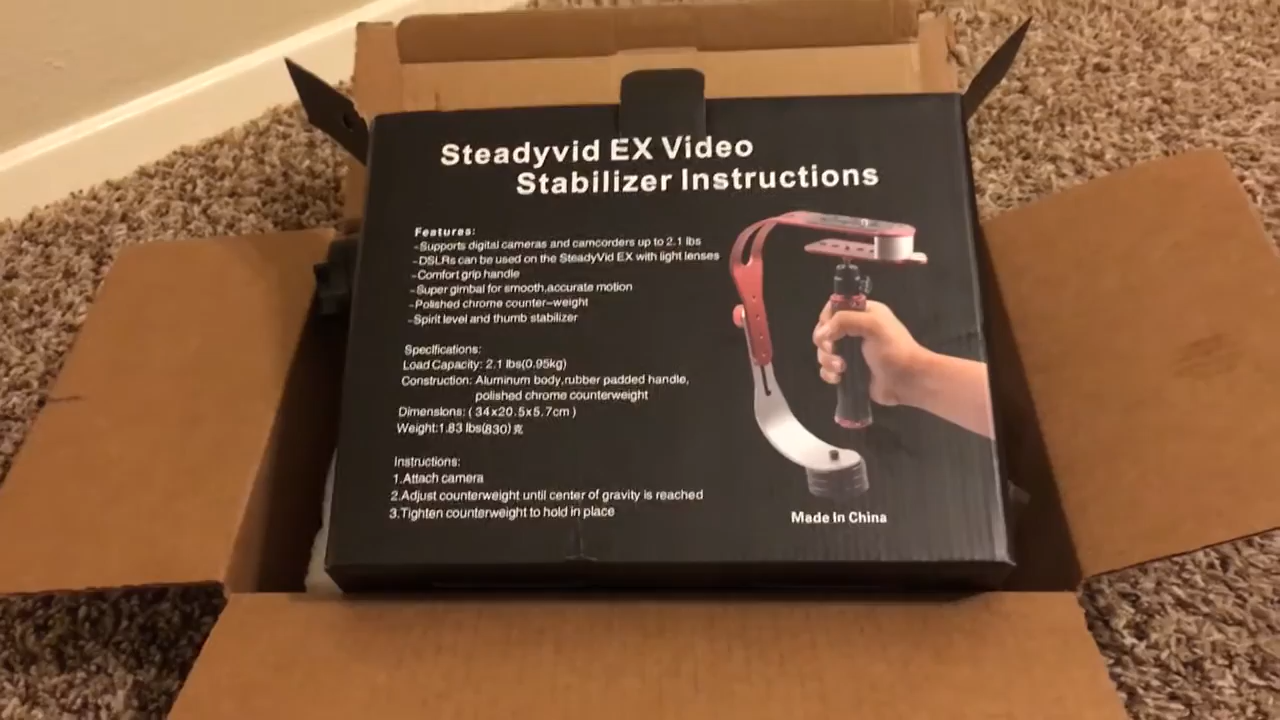 Steadyvid EX Video
Stabilizer Instructions
Features:
-Supports digital cameras and camcorders up to 2.1 lbs
-DSLRs can be used on the SteadyVid EX with light lenses
-Comfort grip handle
-Super gimbal for smooth,accurate motion
-Polished chrome counter-weight
-Spirit level and thumb stabilizer
Specifications:
Load Capacity: 2.1 lbs(0.95kg)
Construction: Aluminum body,rubber padded handle,
polished chrome counterweight
Dimensions: ( 34x20.5x5.7cm )
Weight:1.83 lbs(830)克
Instructions:
1.Attach camera
2.Adjust counterweight until center of gravity is reached
3.Tighten counterweight to hold in place
Made In China